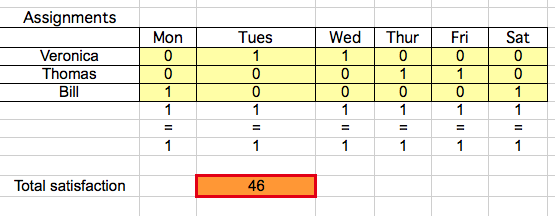 Assignments
Mon Tues Wed Thur Fri Sat
Veronica 0 1 1 0 0 0
Thomas 0 0 0 1 1 0
Bill 1 0 0 0 0 1
1 1 1 1 1 1
= = = = = =
1 1 1 1 1 1
Total satisfaction 46